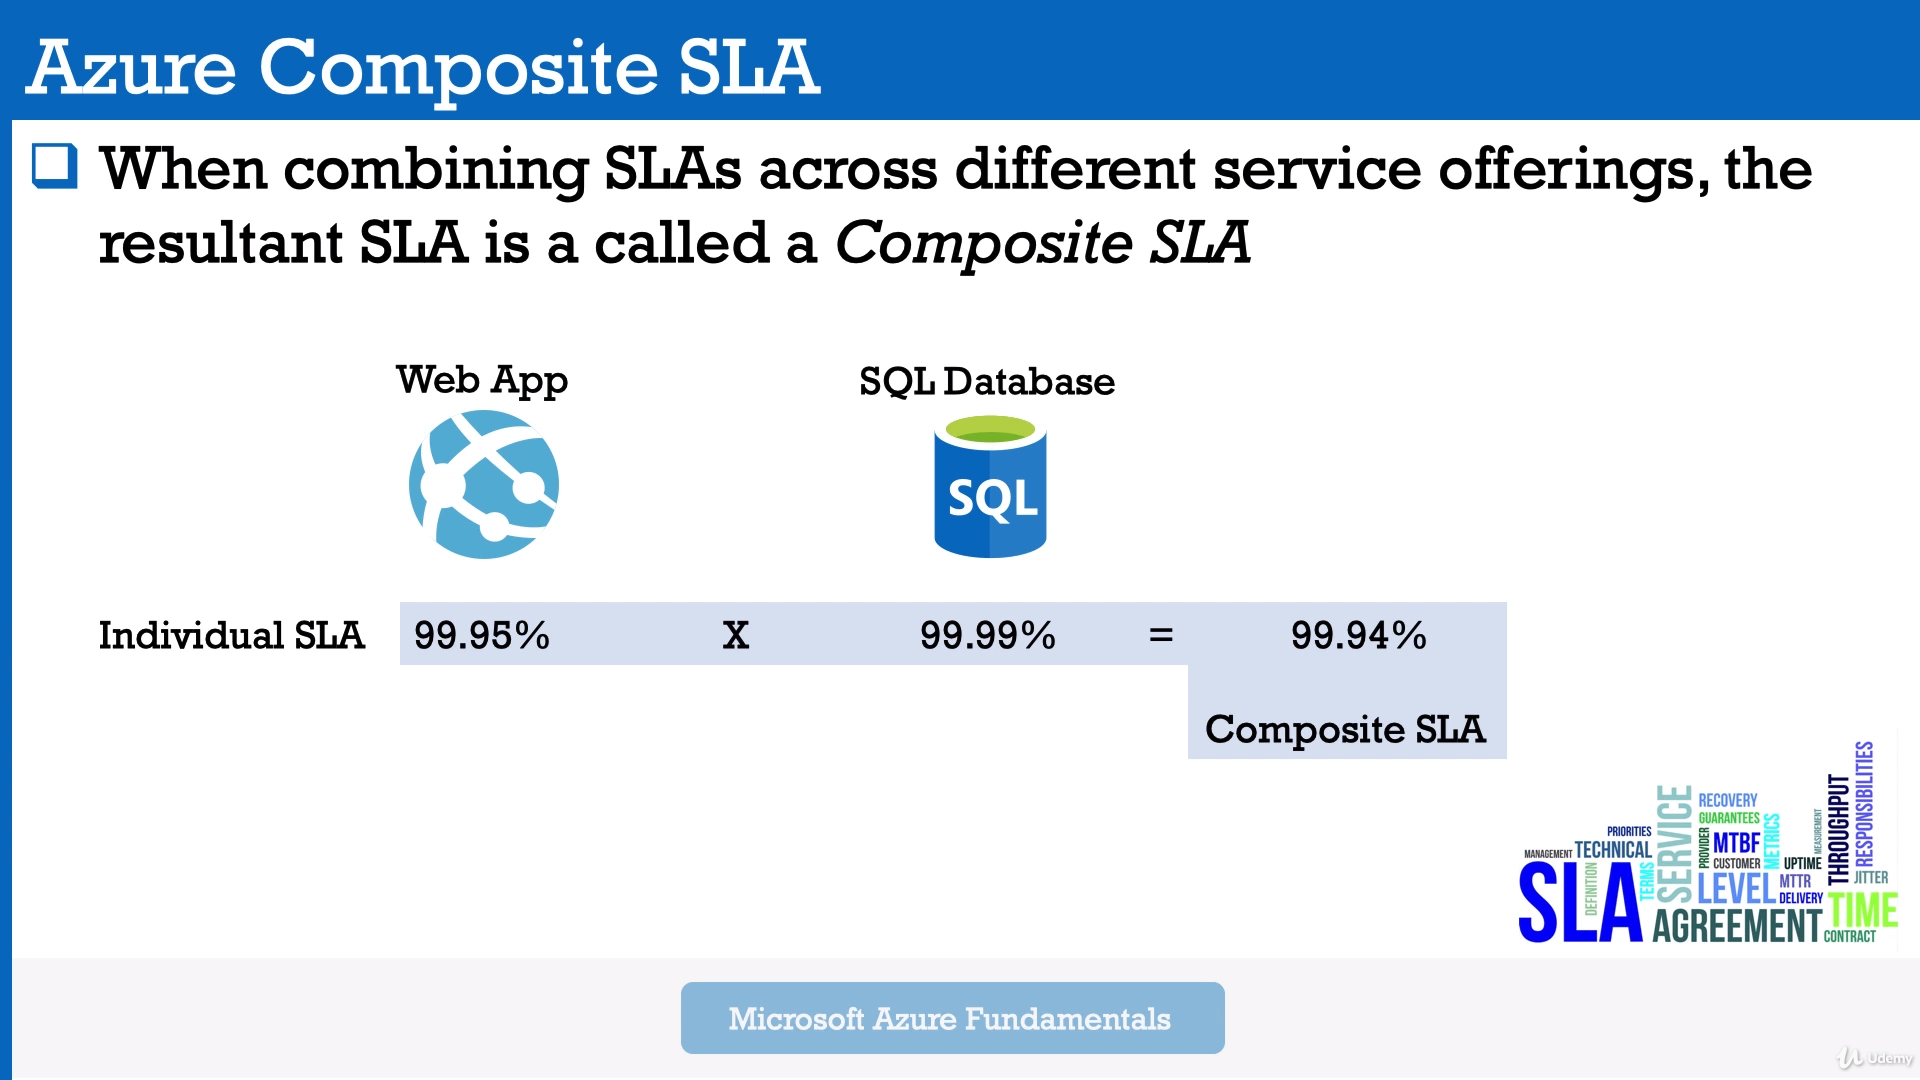 Azure Composite SLA
When combining SLAs across different service offerings, the
resultant SLA is a called a Composite SLA
Web App
SQL Database
SQL
Individual SLA 99.95% X 99.99% = 99.94%
Composite SLA
RESPONSIBILITIES
THROUGHPUT
SERVICE
RECOVERY
GUARANTEES
MEASUREMENT
METRICS
PRIORITIES
PROVIDER
MTBF
MANAGEMENT
TECHNICAL
CUSTOMER
UPTIME
DEFINITION
TERMS
LEVEL
MTTR
JITTER
DELIVERY
SLA
AGREEMENT
TIME
CONTRACT
Microsoft Azure Fundamentals
Udemy